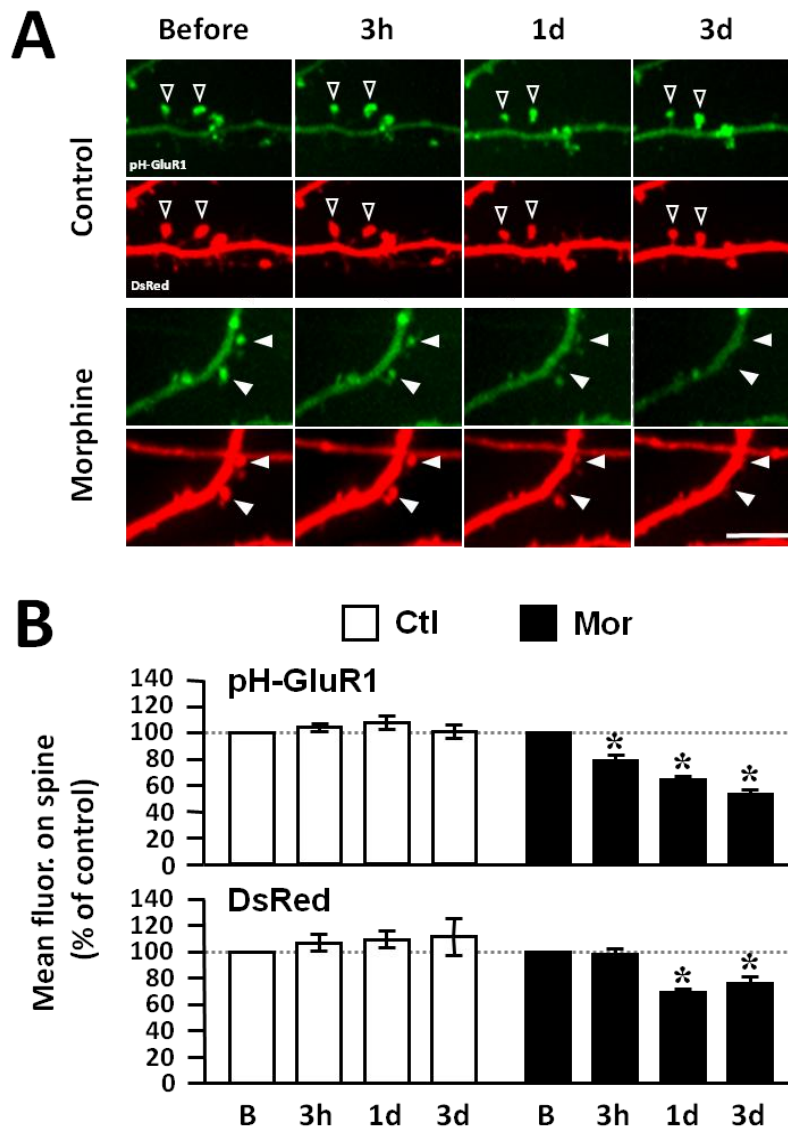 A
Before 3h 1d 3d
Control
pH-GluR1
DsRed
Morphine
B
Ctl Mor
Mean fluor. on spine
(% of control)
pH-GluR1
140
120
100
80
60
40
20
0
* * *
DsRed
140
120
100
80
60
40
20
0
* *
B 3h 1d 3d B 3h 1d 3d